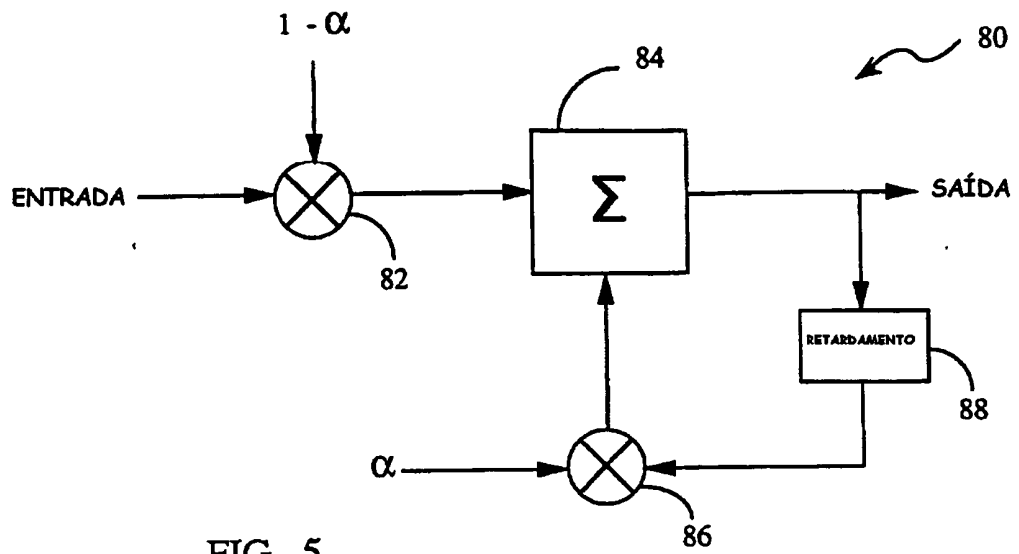 1 - α
80
84
ENTRADA
Σ
SAÍDA
82
RETARDAMENTO
88
α
86
FIG. 5